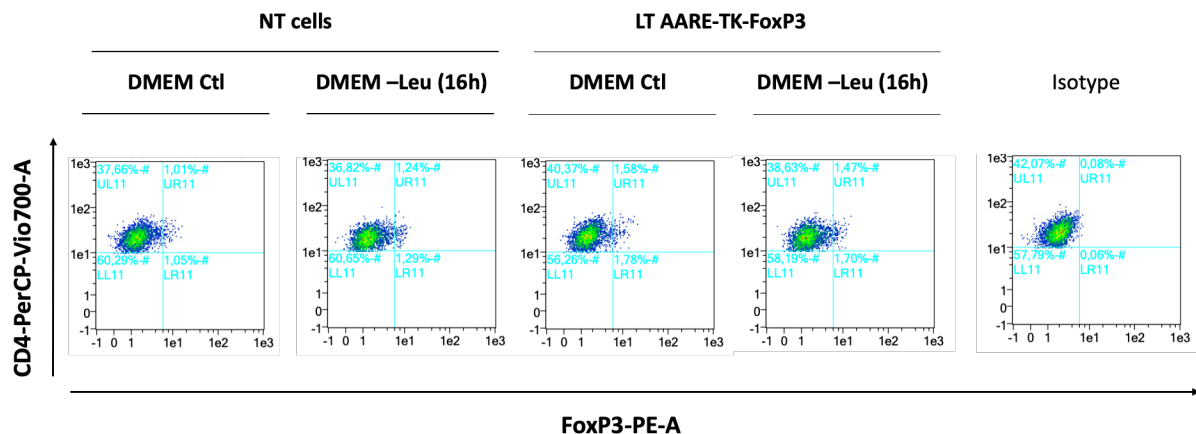 NT cells
LT AARE-TK-FoxP3
DMEM Ctl
DMEM –Leu (16h)
DMEM Ctl
DMEM –Leu (16h)
Isotype
CD4-PerCP-Vio700-A
1e3
37,66%-# 1,01%-#
UL11 UR11
1e2
1e1
60,29%-# 1,05%-#
LL11 LR11
1
0
-1
-1 0 1 1e1 1e2 1e3
1e3
36,82%-# 1,24%-#
UL11 UR11
1e2
1e1
60,65%-# 1,29%-#
LL11 LR11
1
0
-1
-1 0 1 1e1 1e2 1e3
1e3
40,37%-# 1,58%-#
UL11 UR11
1e2
1e1
56,26%-# 1,78%-#
LL11 LR11
1
0
-1
-1 0 1 1e1 1e2 1e3
1e3
38,63%-# 1,47%-#
UL11 UR11
1e2
1e1
58,19%-# 1,70%-#
LL11 LR11
1
0
-1
-1 0 1 1e1 1e2 1e3
1e3
42,07%-# 0,08%-#
UL11 UR11
1e2
1e1
57,79%-# 0,06%-#
LL11 LR11
1
0
-1
-1 0 1 1e1 1e2 1e3
FoxP3-PE-A